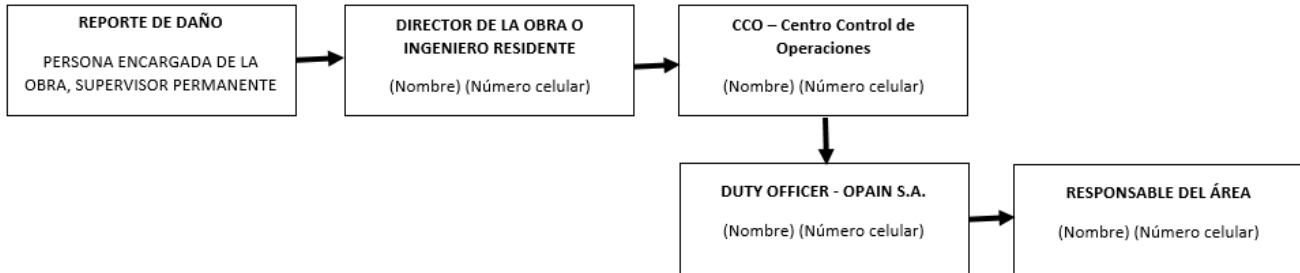 REPORTE DE DAÑO
PERSONA ENCARGADA DE LA
OBRA, SUPERVISOR PERMANENTE
DIRECTOR DE LA OBRA O
INGENIERO RESIDENTE
(Nombre) (Número celular)
CCO – Centro Control de
Operaciones
(Nombre) (Número celular)
DUTY OFFICER - OPAIN S.A.
(Nombre) (Número celular)
RESPONSABLE DEL ÁREA
(Nombre) (Número celular)